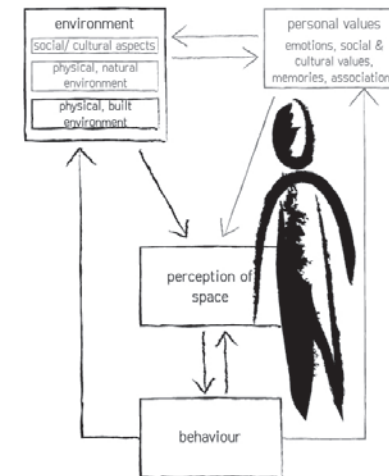 environment
social/ cultural aspects
physical, natural
environment
physical, built
environment
personal values
emotions, social &
cultural values,
memories, association
perception of
space
behaviour